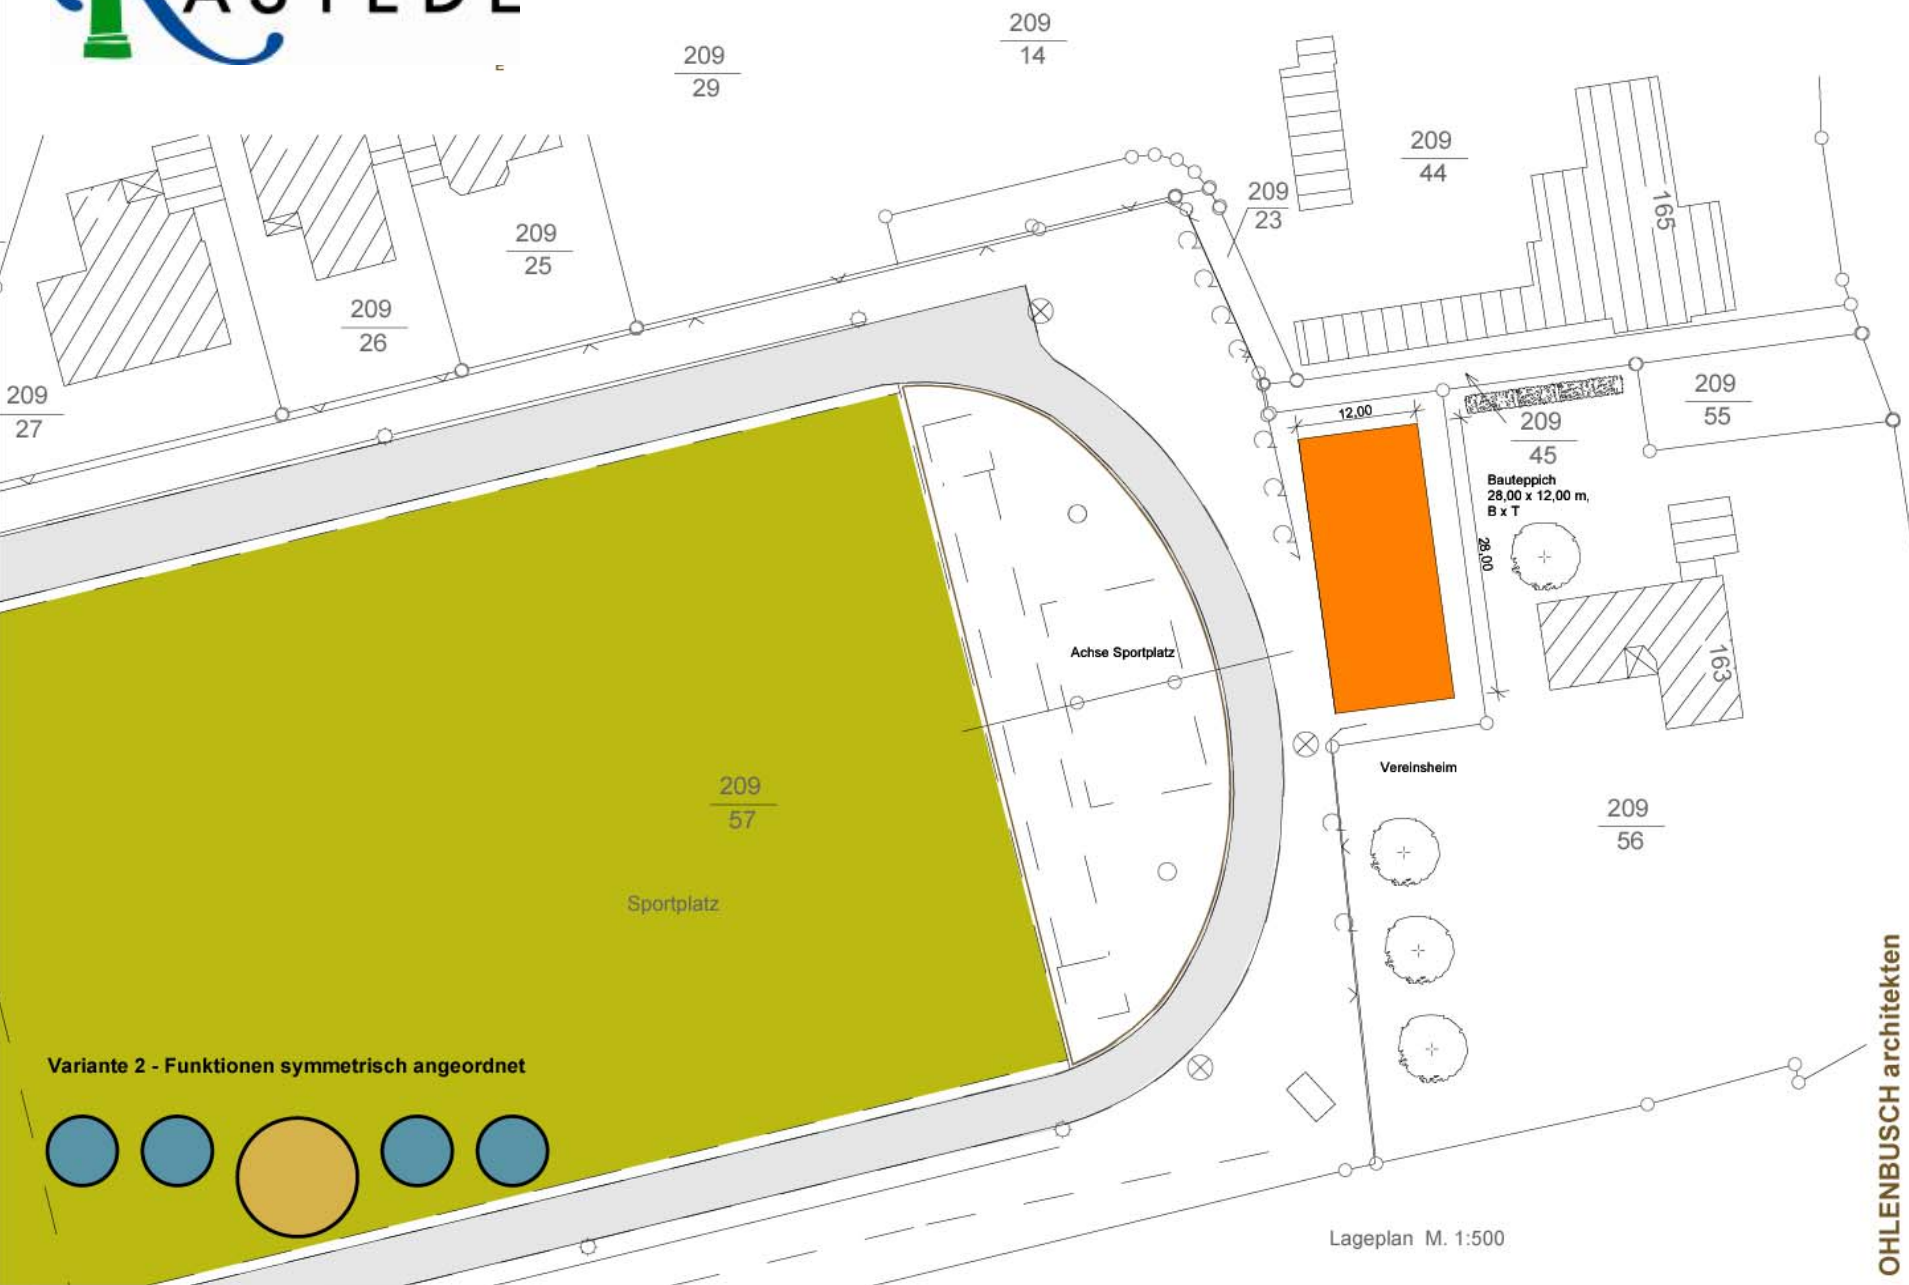 RASTEDE
209
14
209
29
209
44
165
209
23
209
25
209
26
209
27
12,00
209
55
209
45
Bauteppich
28,00 x 12,00 m,
B x T
28,00
Achse Sportplatz
163
Vereinsheim
209
57
209
56
Sportplatz
Variante 2 - Funktionen symmetrisch angeordnet
Lageplan M. 1:500
OHLENBUSCH architekten